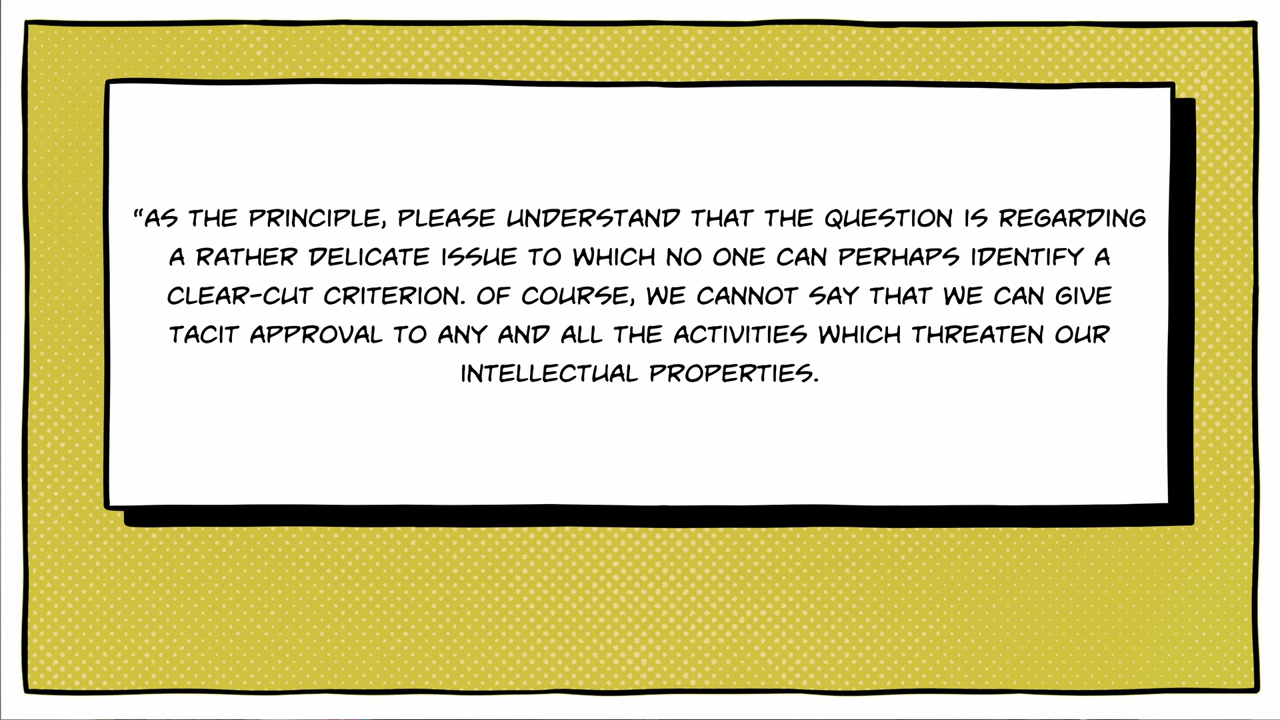 “AS THE PRINCIPLE, PLEASE UNDERSTAND THAT THE QUESTION IS REGARDING
A RATHER DELICATE ISSUE TO WHICH NO ONE CAN PERHAPS IDENTIFY A
CLEAR-CUT CRITERION. OF COURSE, WE CANNOT SAY THAT WE CAN GIVE
TACIT APPROVAL TO ANY AND ALL THE ACTIVITIES WHICH THREATEN OUR
INTELLECTUAL PROPERTIES.